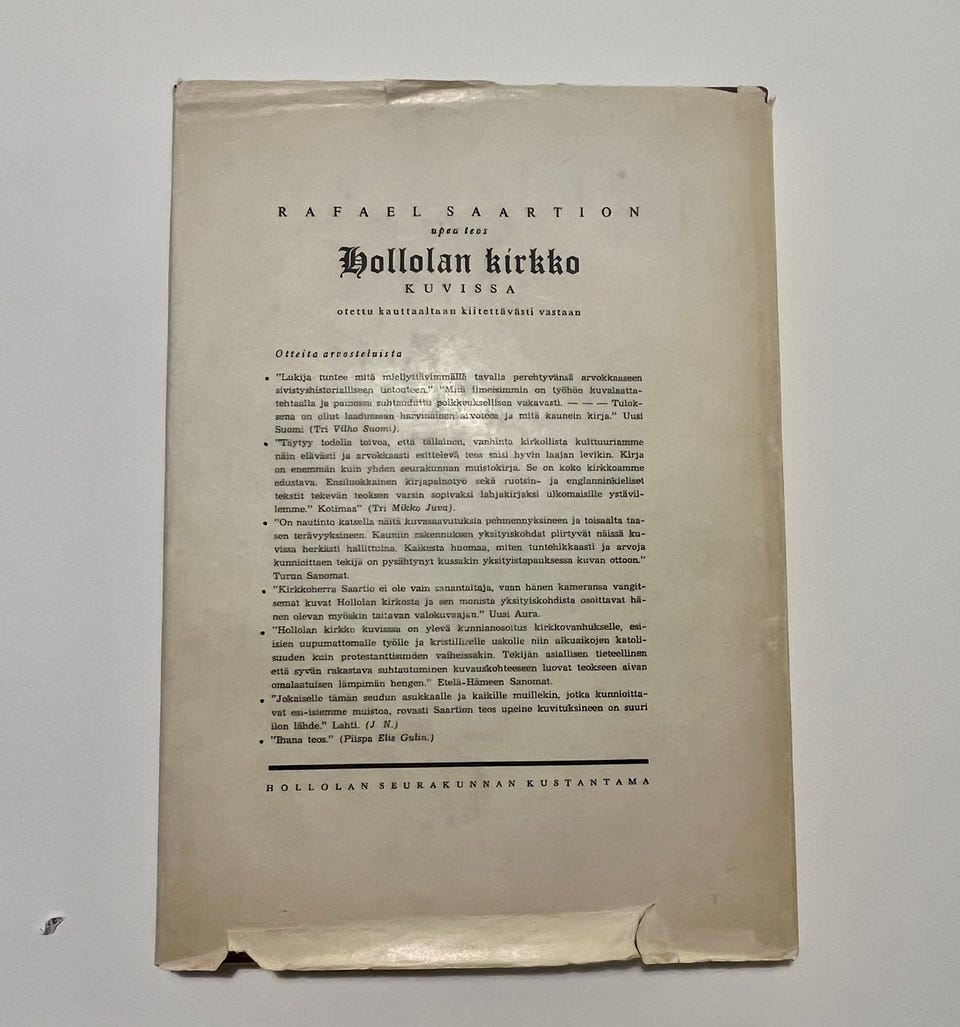 RAFAEL SAARTION
upea teos
Hollolan kirkko
KUVISSA
otettu kauttaaltaan kiitettävästi vastaan
Otteita arvosteluista
• "Lukija tuntee mitä miellyttävimmällä tavalla perehtyvänsä arvokkaaseen
sivistyshistorialliseen tietouteen." "Mitä ilmeisimmin on työhön kuvalaatta-
tehtaalla ja painossa suhtauduttu poikkeuksellisen vakavasti. — — — Tulok-
sena on ollut laadussaan harvinainen arvoteos ja mitä kaunein kirja." Uusi
Suomi (Tri Vilho Suomi).
• "Täytyy todella toivoa, että tällainen, vanhinta kirkollista kulttuuriamme
näin elävästi ja arvokkaasti esittelevä teos saisi hyvin laajan levikin. Kirja
on enemmän kuin yhden seurakunnan muistokirja. Se on koko kirkkoamme
edustava. Ensiluokkainen kirjapainotyö sekä ruotsin- ja englanninkieliset
tekstit tekevän teoksen varsin sopivaksi lahjakirjaksi ulkomaisille ystävil-
lemme." Kotimaa" (Tri Mikko Juva).
• "On nautinto katsella näitä kuvasaavutuksia pehmennyksineen ja toisaalta taa-
sen terävyyksineen. Kauniin rakennuksen yksityiskohdat piirtyvät näissä ku-
vissa herkästi hallittuina. Kaikesta huomaa, miten tuntehikkaasti ja arvoja
kunnioittaen tekijä on pysähtynyt kussakin yksityistapauksessa kuvan ottoon."
Turun Sanomat.
• "Kirkkoherra Saartio ei ole vain sanantaitaja, vaan hänen kameransa vangit-
semat kuvat Hollolan kirkosta ja sen monista yksityiskohdista osoittavat hä-
nen olevan myöskin taitavan valokuvaajan." Uusi Aura.
• "Hollolan kirkko kuvisssa on ylevä kunnianosoitus kirkkovanhukselle, esi-
isien uupumattomalle työlle ja kristilliselle uskolle niin aikuaikojen katoli-
suuden kuin protestanttisuuden vaiheissakin. Tekijän asiallisen tieteellinen
että syvän rakastava suhtautuminen kuvauskohteeseen luovat teokseen aivan
omalaatuisen lämpimän hengen." Etelä-Hämeen Sanomat.
• "Jokaiselle tämän seudun asukkaalle ja kaikille muillekin, jotka kunnioitta-
vat esi-isiemme muistoa, rovasti Saartion teos upeine kuvituksineen on suuri
ilon lähde." Lahti. (J N.)
• "Ihana teos." (Piispa Elis Gulin.)
HOLLOLAN SEURAKUNNAN KUSTANTAMA